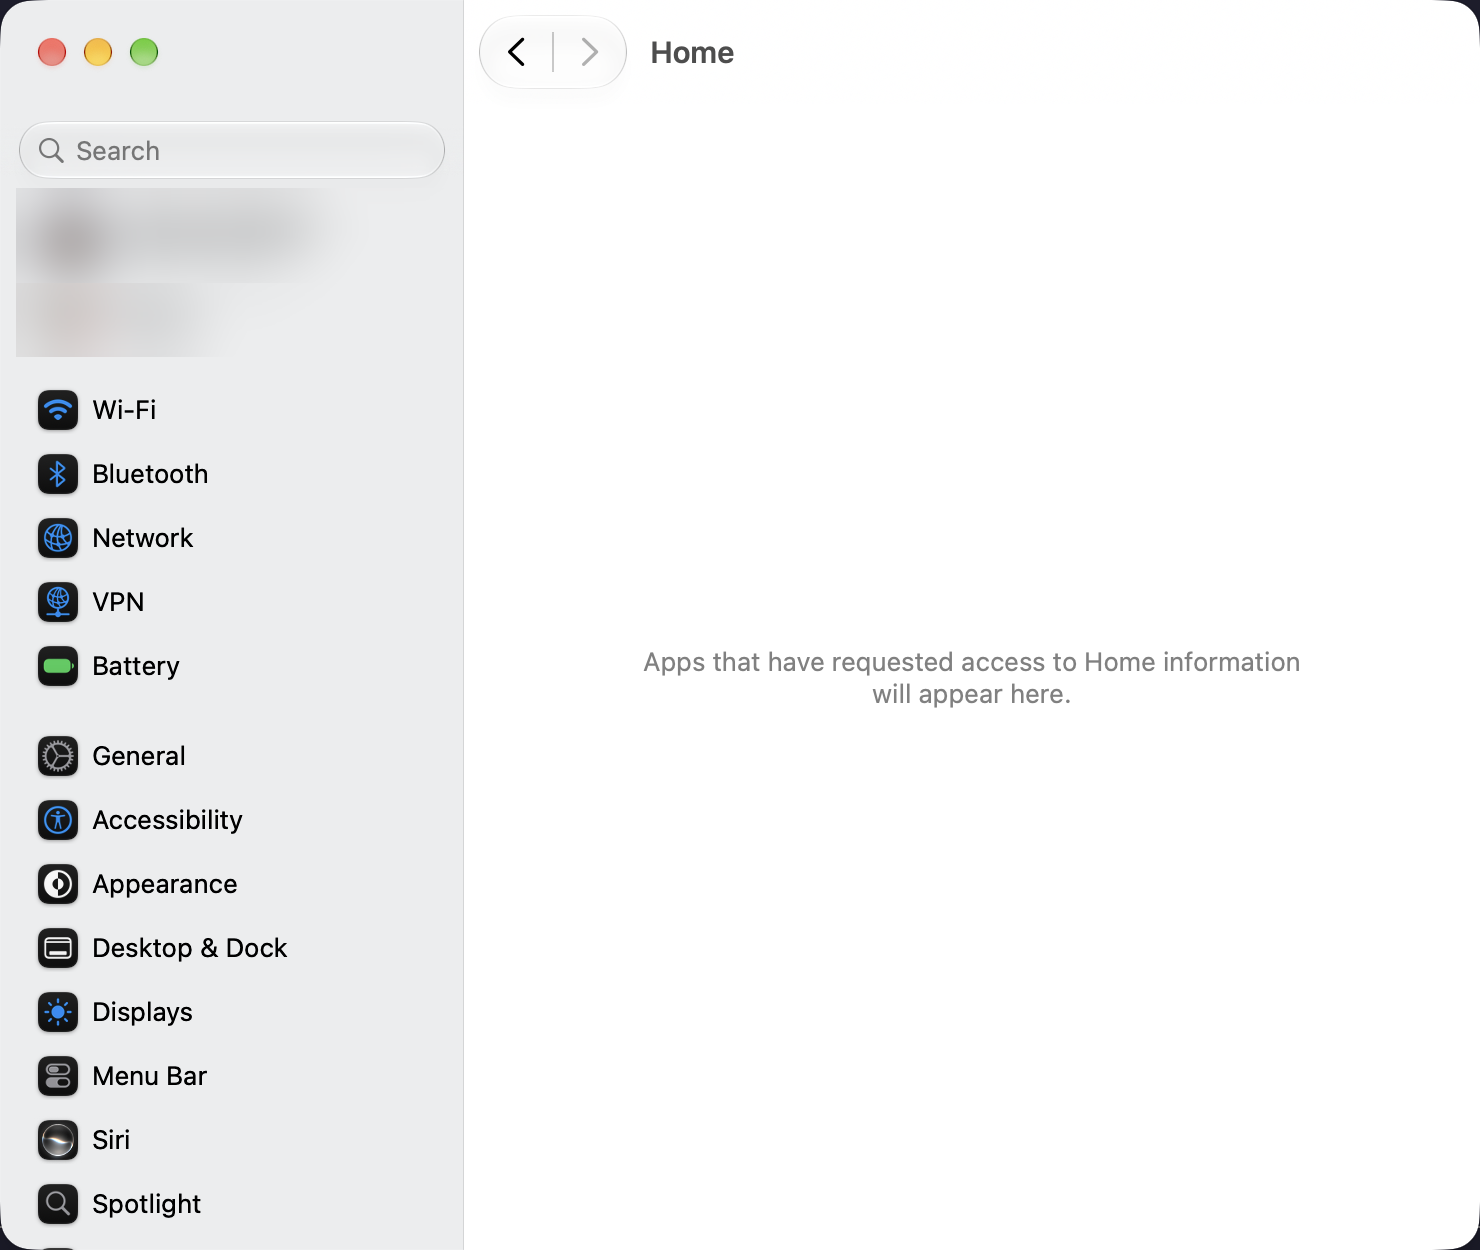 Search
Wi-Fi
Bluetooth
Network
VPN
Battery
General
Accessibility
Appearance
Desktop & Dock
Displays
Menu Bar
Siri
Spotlight
Home
Apps that have requested access to Home information
will appear here.